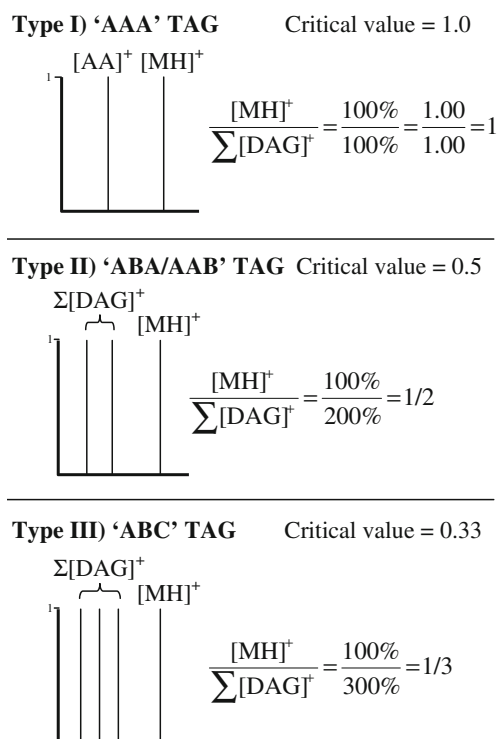 Type I) ‘AAA’ TAG Critical value = 1.0
[AA]⁺ [MH]⁺
1
[MH]⁺ / ∑[DAG]⁺ = 100% / 100% = 1.00 / 1.00 = 1
Type II) ‘ABA/AAB’ TAG Critical value = 0.5
Σ[DAG]⁺
[MH]⁺
1
[MH]⁺ / ∑[DAG]⁺ = 100% / 200% = 1/2
Type III) ‘ABC’ TAG Critical value = 0.33
Σ[DAG]⁺
[MH]⁺
1
[MH]⁺ / ∑[DAG]⁺ = 100% / 300% = 1/3